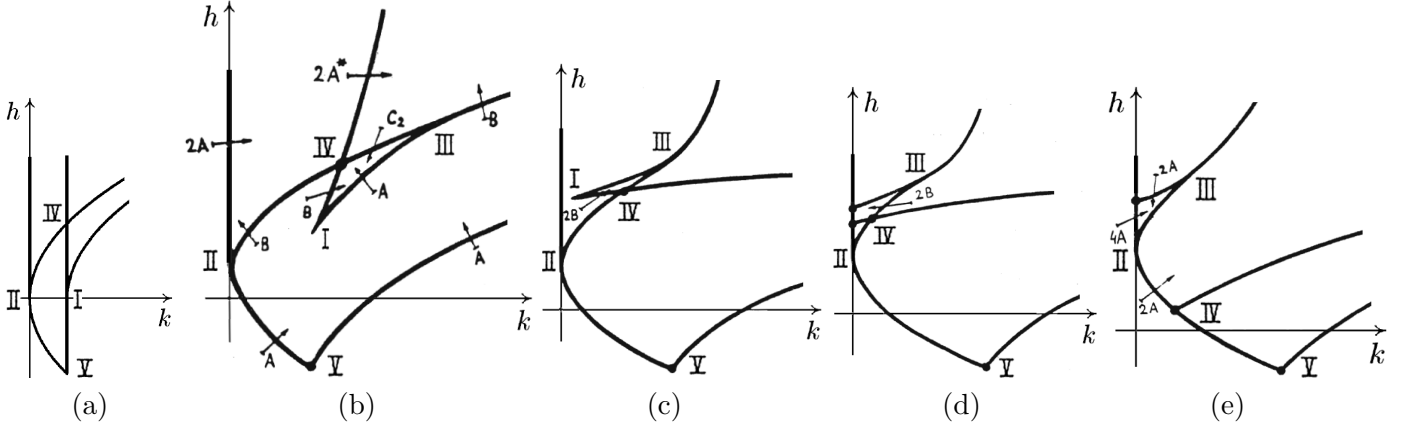 h
IV
II
I
k
V
(a)
h
2A*
2A
C₂
B
IV
III
B
A
B
I
II
A
A
k
V
(b)
h
III
I
2B
IV
II
k
V
(c)
h
III
2B
IV
II
k
V
(d)
h
2A
III
4A
II
2A
IV
k
V
(e)